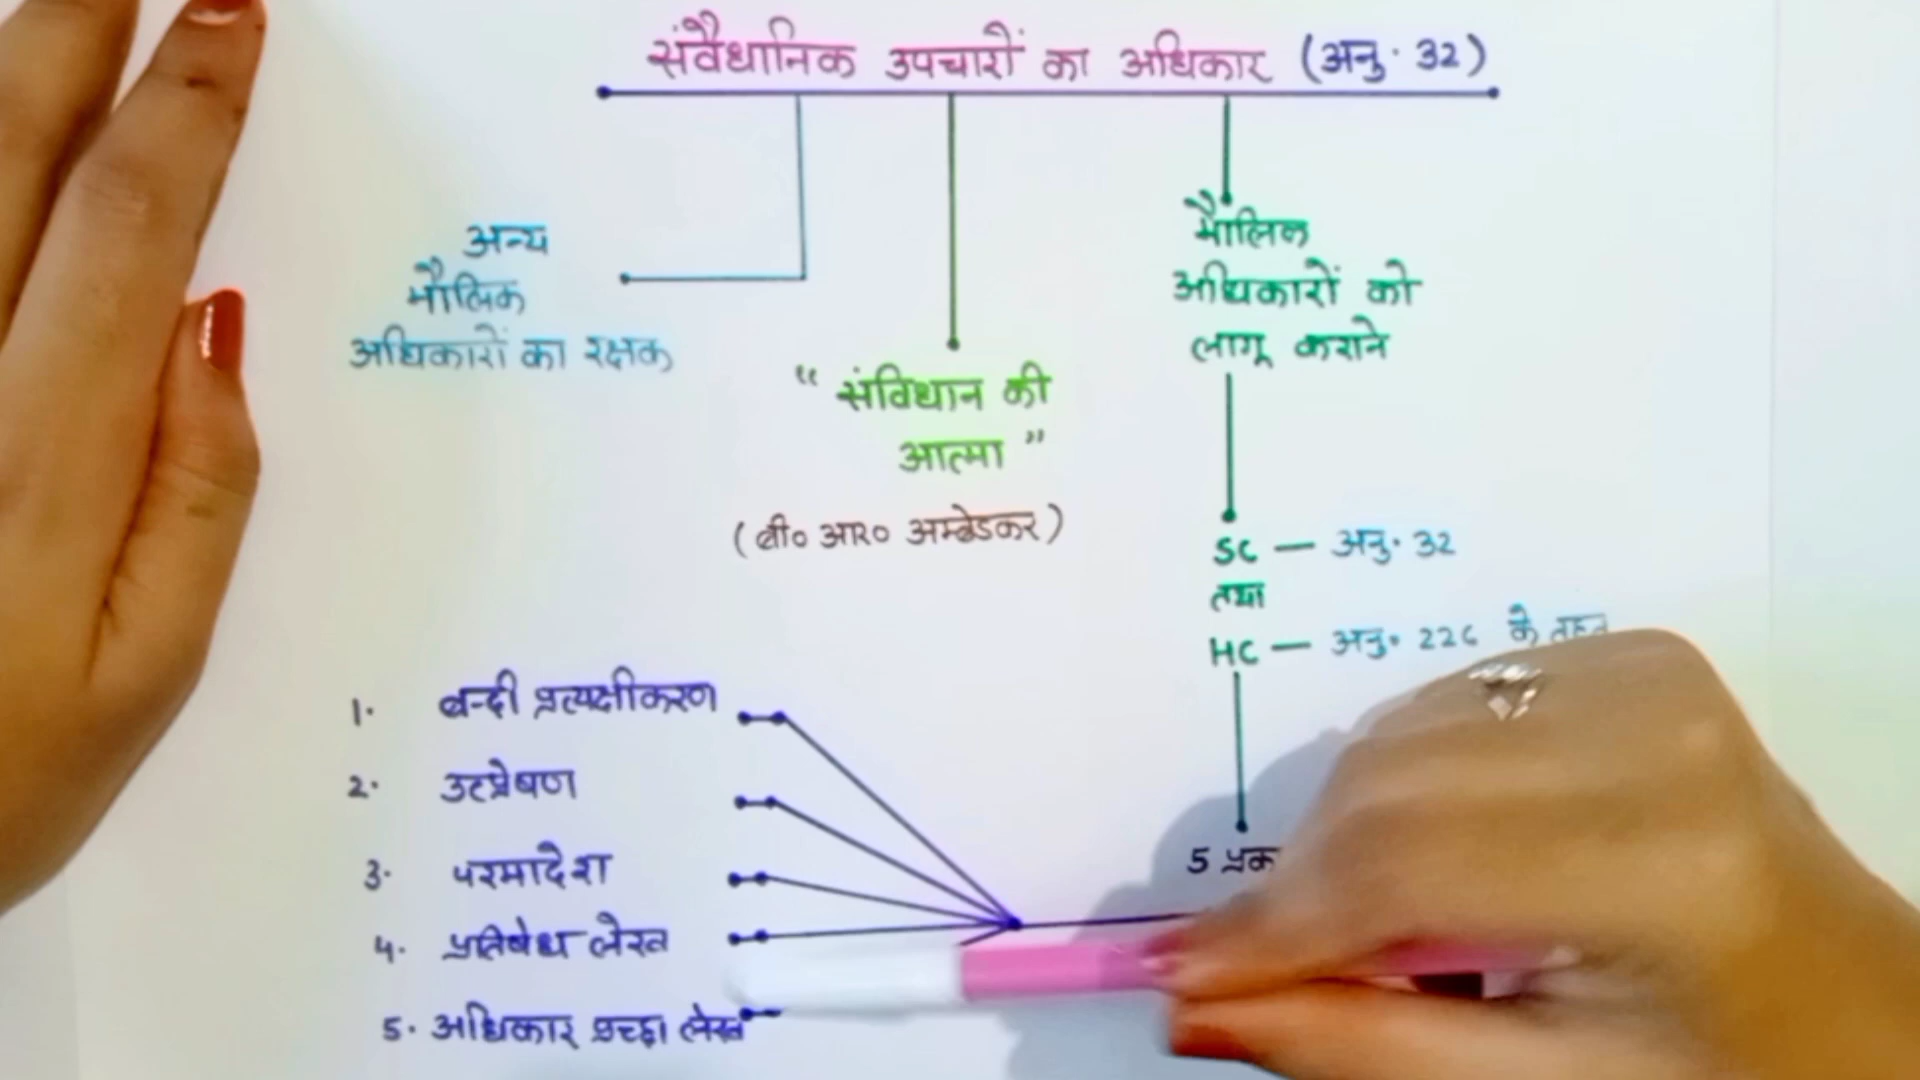 संवैधानिक उपचारों का अधिकार (अनु. 32)
अन्य
मौलिक
अधिकारों का रक्षक
“संविधान की
आत्मा”
(बी० आर० अम्बेडकर)
मौलिक
अधिकारों को
लागू कराने
SC — अनु. 32
तथा
HC — अनु. 226 के तहत
5
1. बन्दी प्रत्यक्षीकरण
2. उत्प्रेषण
3. परमादेश
4. प्रतिषेध लेख
5. अधिकार प्रच्छा लेख